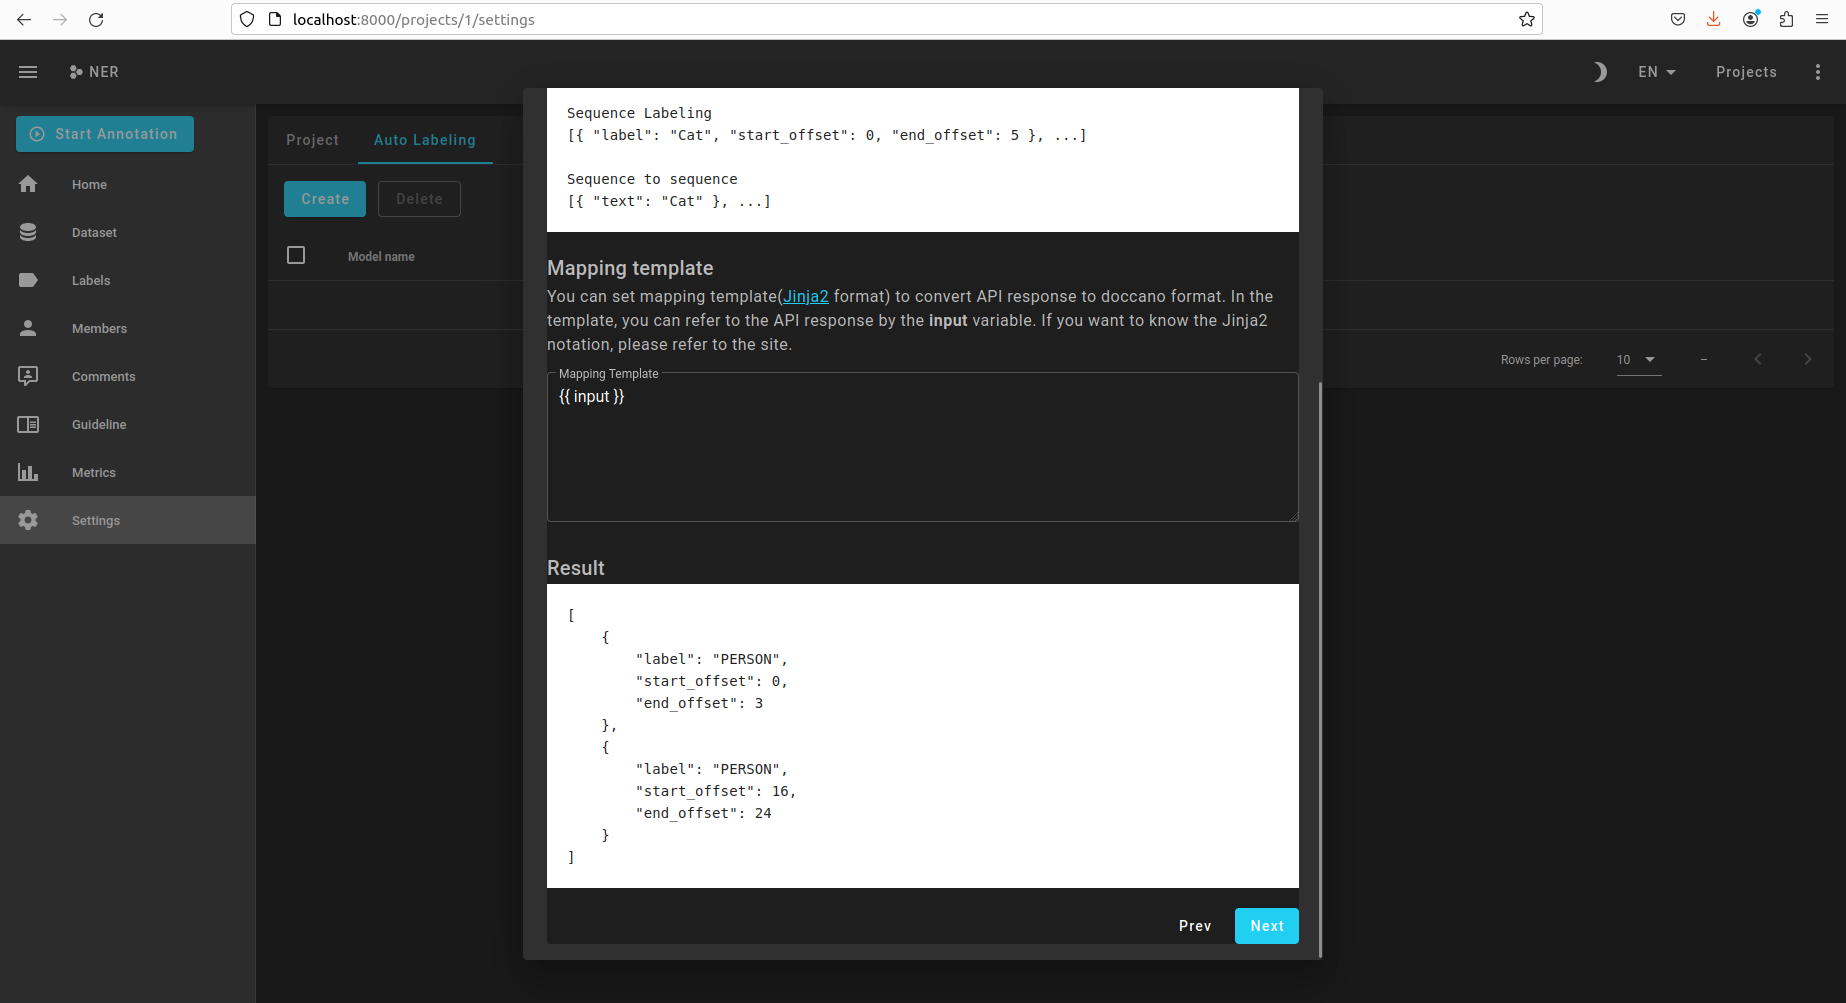 localhost:8000/projects/1/settings
NER
EN
Projects
Start Annotation
Home
Dataset
Labels
Members
Comments
Guideline
Metrics
Settings
Project
Auto Labeling
Create
Delete
Model name
Rows per page:
10
–
Sequence Labeling
[{ "label": "Cat", "start_offset": 0, "end_offset": 5 }, ...]
Sequence to sequence
[{ "text": "Cat" }, ...]
Mapping template
You can set mapping template(Jinja2 format) to convert API response to doccano format. In the
template, you can refer to the API response by the input variable. If you want to know the Jinja2
notation, please refer to the site.
Mapping Template
{{ input }}
Result
[
    {
        "label": "PERSON",
        "start_offset": 0,
        "end_offset": 3
    },
    {
        "label": "PERSON",
        "start_offset": 16,
        "end_offset": 24
    }
]
Prev
Next